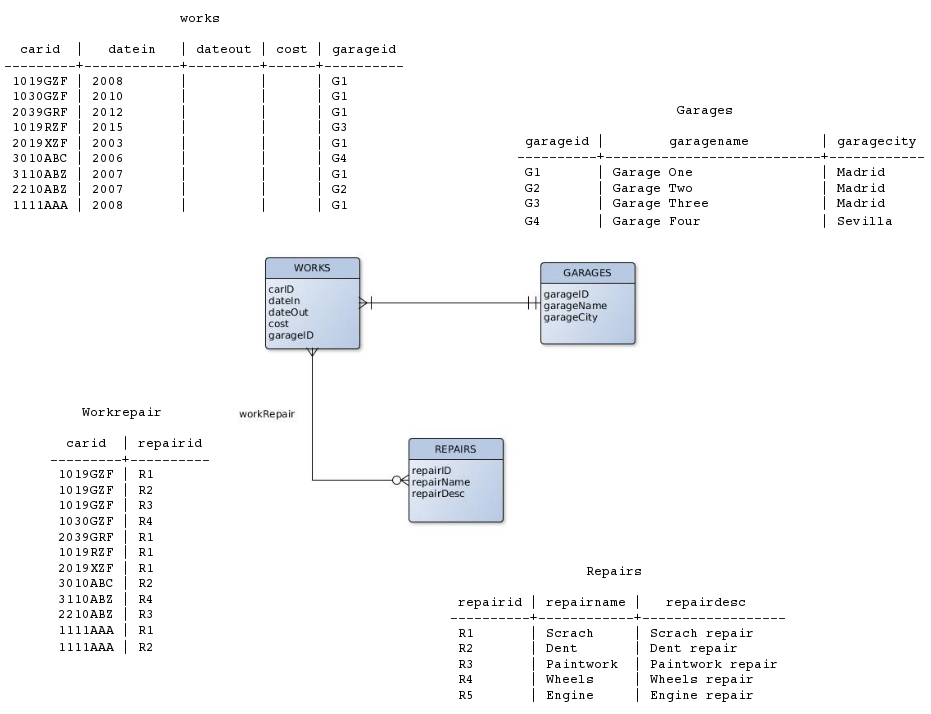 works
carid | datein | dateout | cost | garageid
---------+-------------+----------+------+----------
1019GZF | 2008 | | | G1
1030GZF | 2010 | | | G1
2039GRF | 2012 | | | G1
1019RZF | 2015 | | | G3
2019XZF | 2003 | | | G1
3010ABC | 2006 | | | G4
3110ABZ | 2007 | | | G1
2210ABZ | 2007 | | | G2
1111AAA | 2008 | | | G1
Garages
garageid | garagename | garagecity
----------+---------------------------+------------
G1 | Garage One | Madrid
G2 | Garage Two | Madrid
G3 | Garage Three | Madrid
G4 | Garage Four | Sevilla
WORKS
carID
dateIn
dateOut
cost
garageID
GARAGES
garageID
garageName
garageCity
workRepair
REPAIRS
repairID
repairName
repairDesc
Workrepair
carid | repairid
---------+----------
1019GZF | R1
1019GZF | R2
1019GZF | R3
1030GZF | R4
2039GRF | R1
1019RZF | R1
2019XZF | R1
3010ABC | R2
3110ABZ | R4
2210ABZ | R3
1111AAA | R1
1111AAA | R2
Repairs
repairid | repairname | repairdesc
----------+------------+------------------
R1 | Scrach | Scrach repair
R2 | Dent | Dent repair
R3 | Paintwork | Paintwork repair
R4 | Wheels | Wheels repair
R5 | Engine | Engine repair